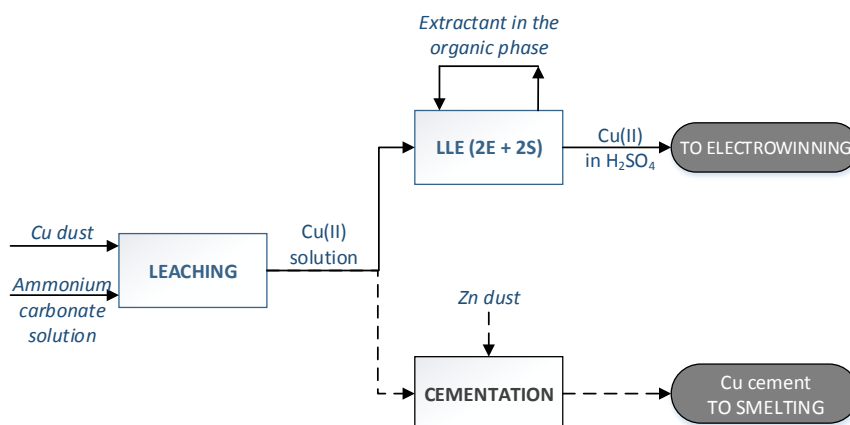 Extractant in the
organic phase
LLE (2E + 2S)
Cu(II)
in H₂SO₄
TO ELECTROWINNING
Cu dust
Ammonium
carbonate
solution
LEACHING
Cu(II)
solution
Zn dust
CEMENTATION
Cu cement
TO SMELTING